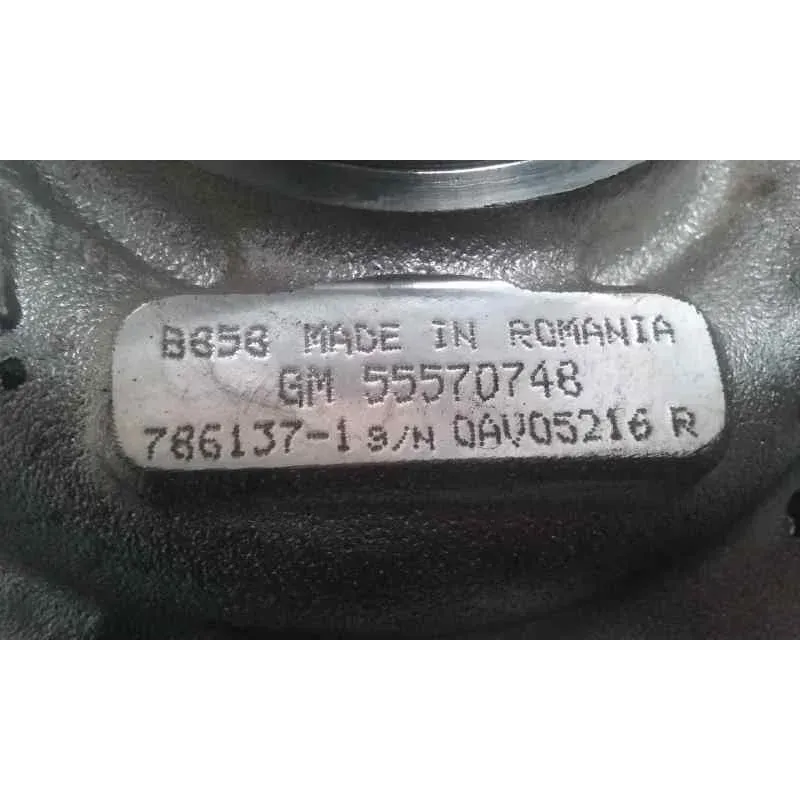 B858 MADE IN ROMANIA
GM 55570748
786137-1 S/N 0AV05216 R